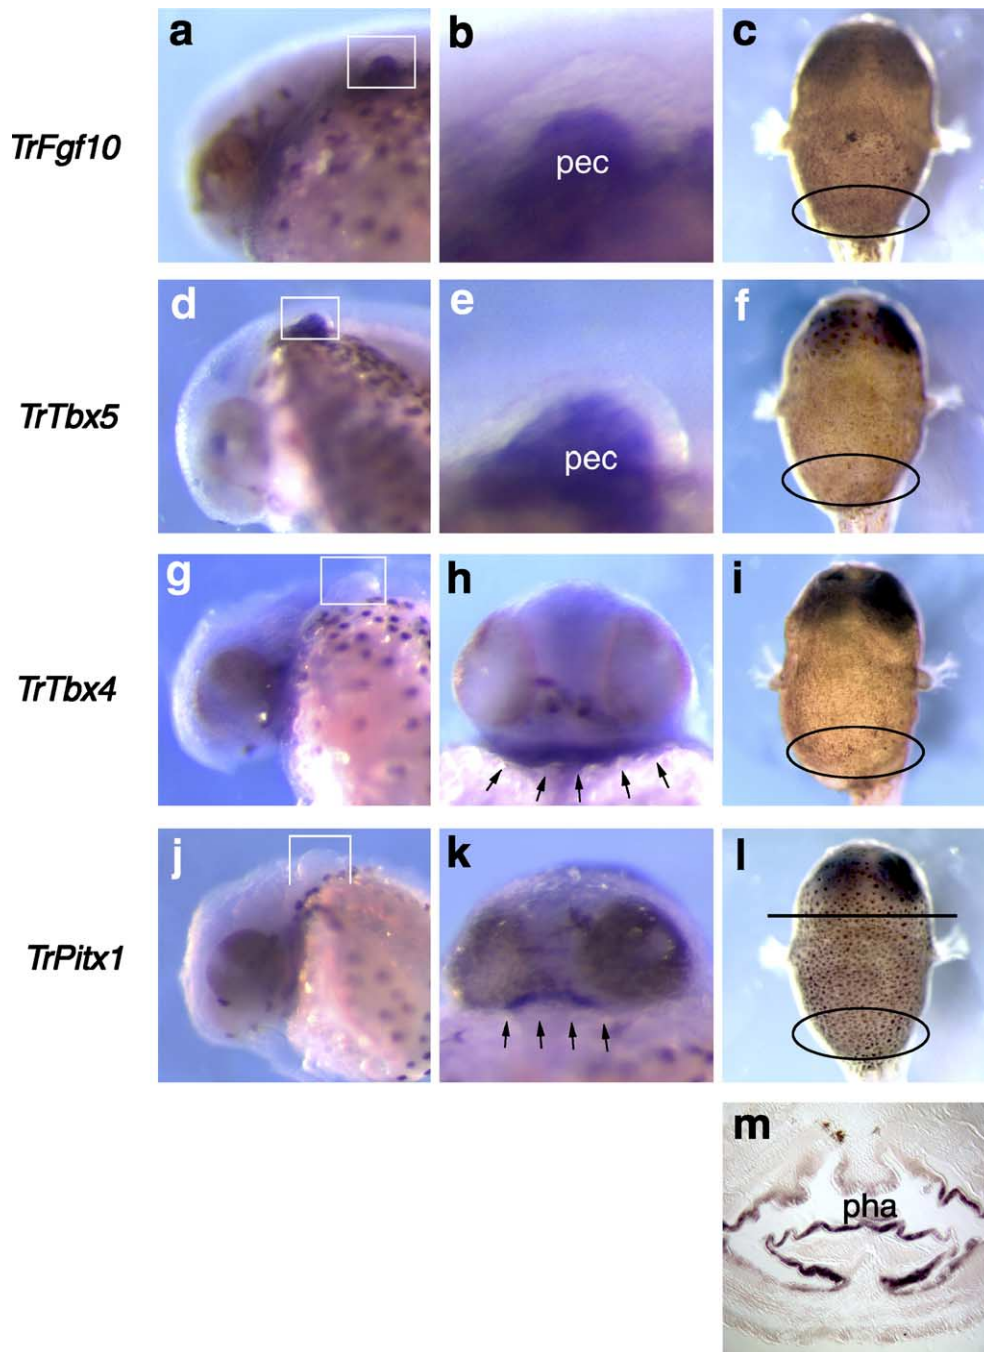 a b c
TrFgf10
pec
d e f
TrTbx5
pec
g h i
TrTbx4
j k l
TrPitx1
m
pha